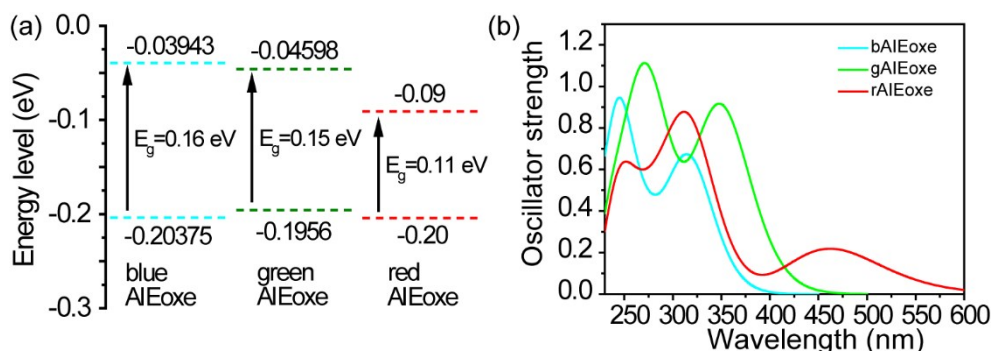 (a)
Energy level (eV)
0.0
-0.1
-0.2
-0.3
-0.03943
-0.04598
-0.09
E_g=0.16 eV
E_g=0.15 eV
E_g=0.11 eV
-0.20375
-0.1956
-0.20
blue
AIEoxe
green
AIEoxe
red
AIEoxe
(b)
Oscillator strength
1.2
1.0
0.8
0.6
0.4
0.2
0.0
bAIEoxe
gAIEoxe
rAIEoxe
250 300 350 400 450 500 550 600
Wavelength (nm)